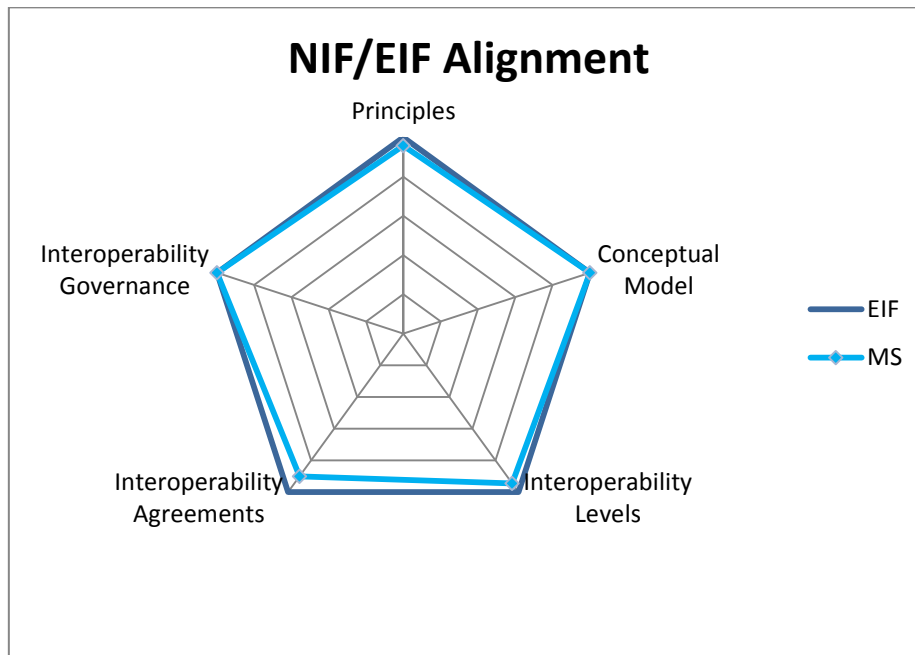 NIF/EIF Alignment
Principles
Interoperability
Governance
Conceptual
Model
EIF
MS
Interoperability
Agreements
Interoperability
Levels